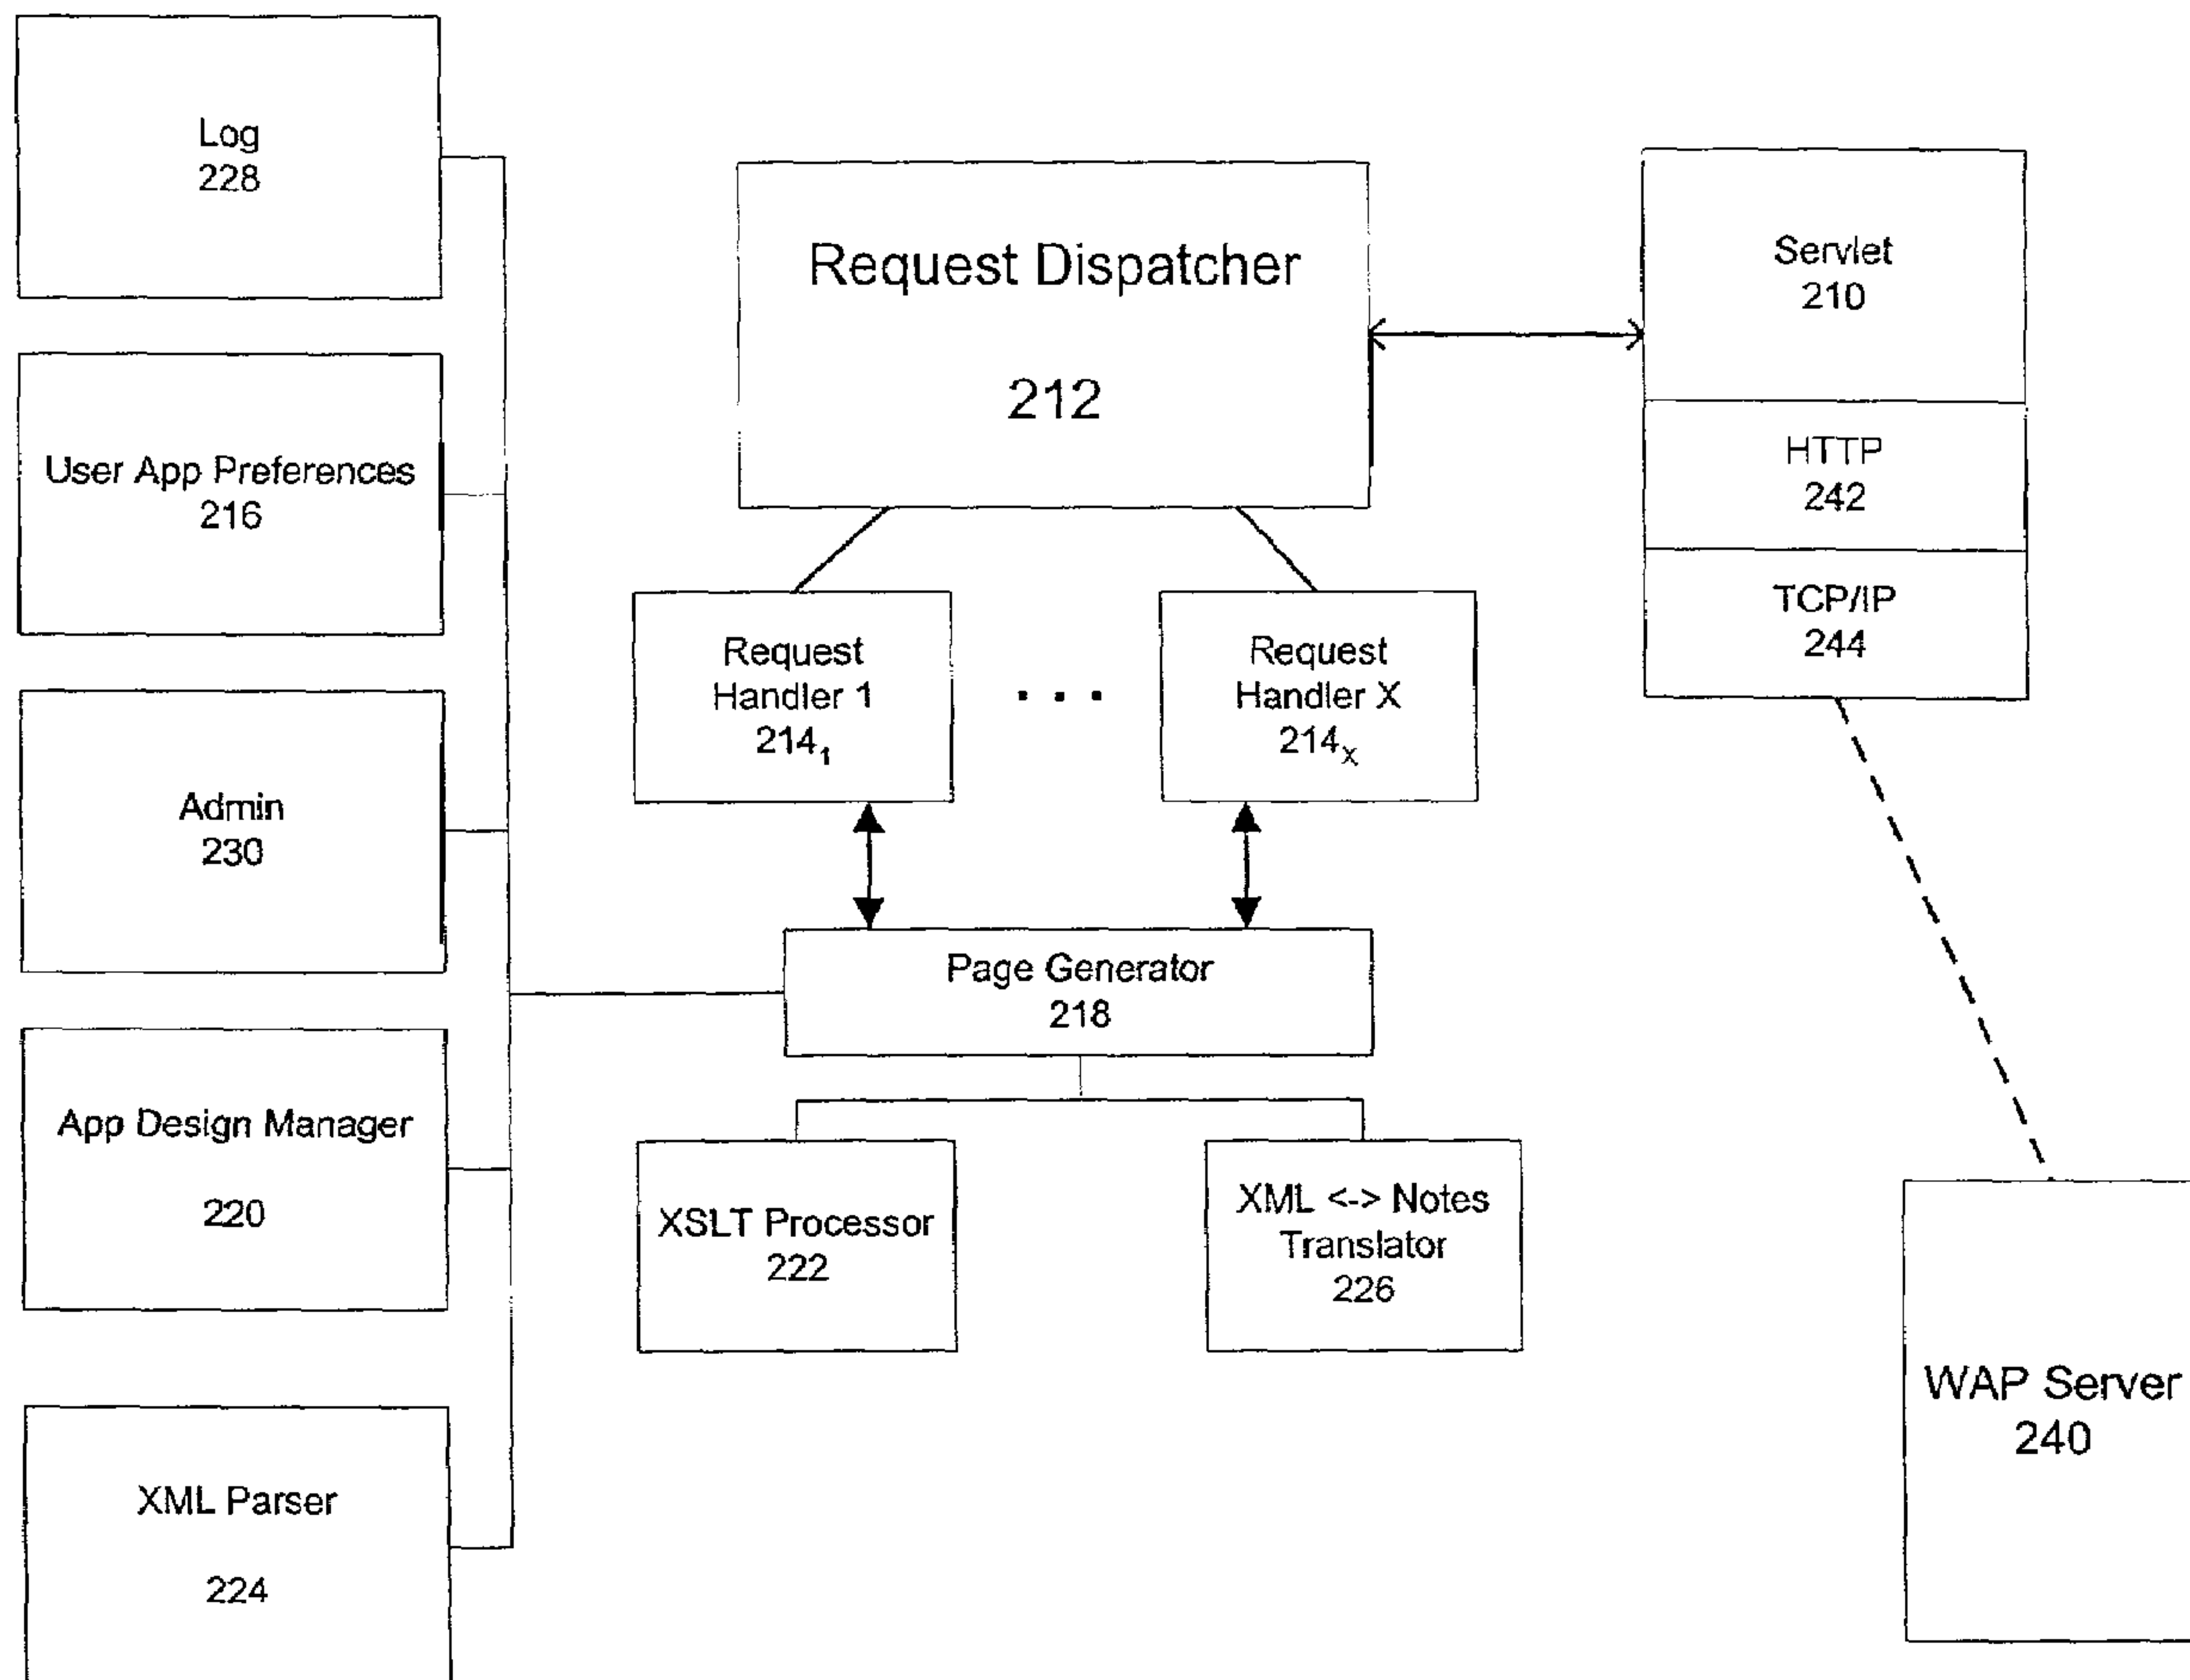 Log
228
User App Preferences
216
Admin
230
App Design Manager
220
XML Parser
224
Request Dispatcher
212
Request
Handler 1
214₁
. . .
Request
Handler X
214ₓ
Page Generator
218
XSLT Processor
222
XML <-> Notes
Translator
226
Servlet
210
HTTP
242
TCP/IP
244
WAP Server
240